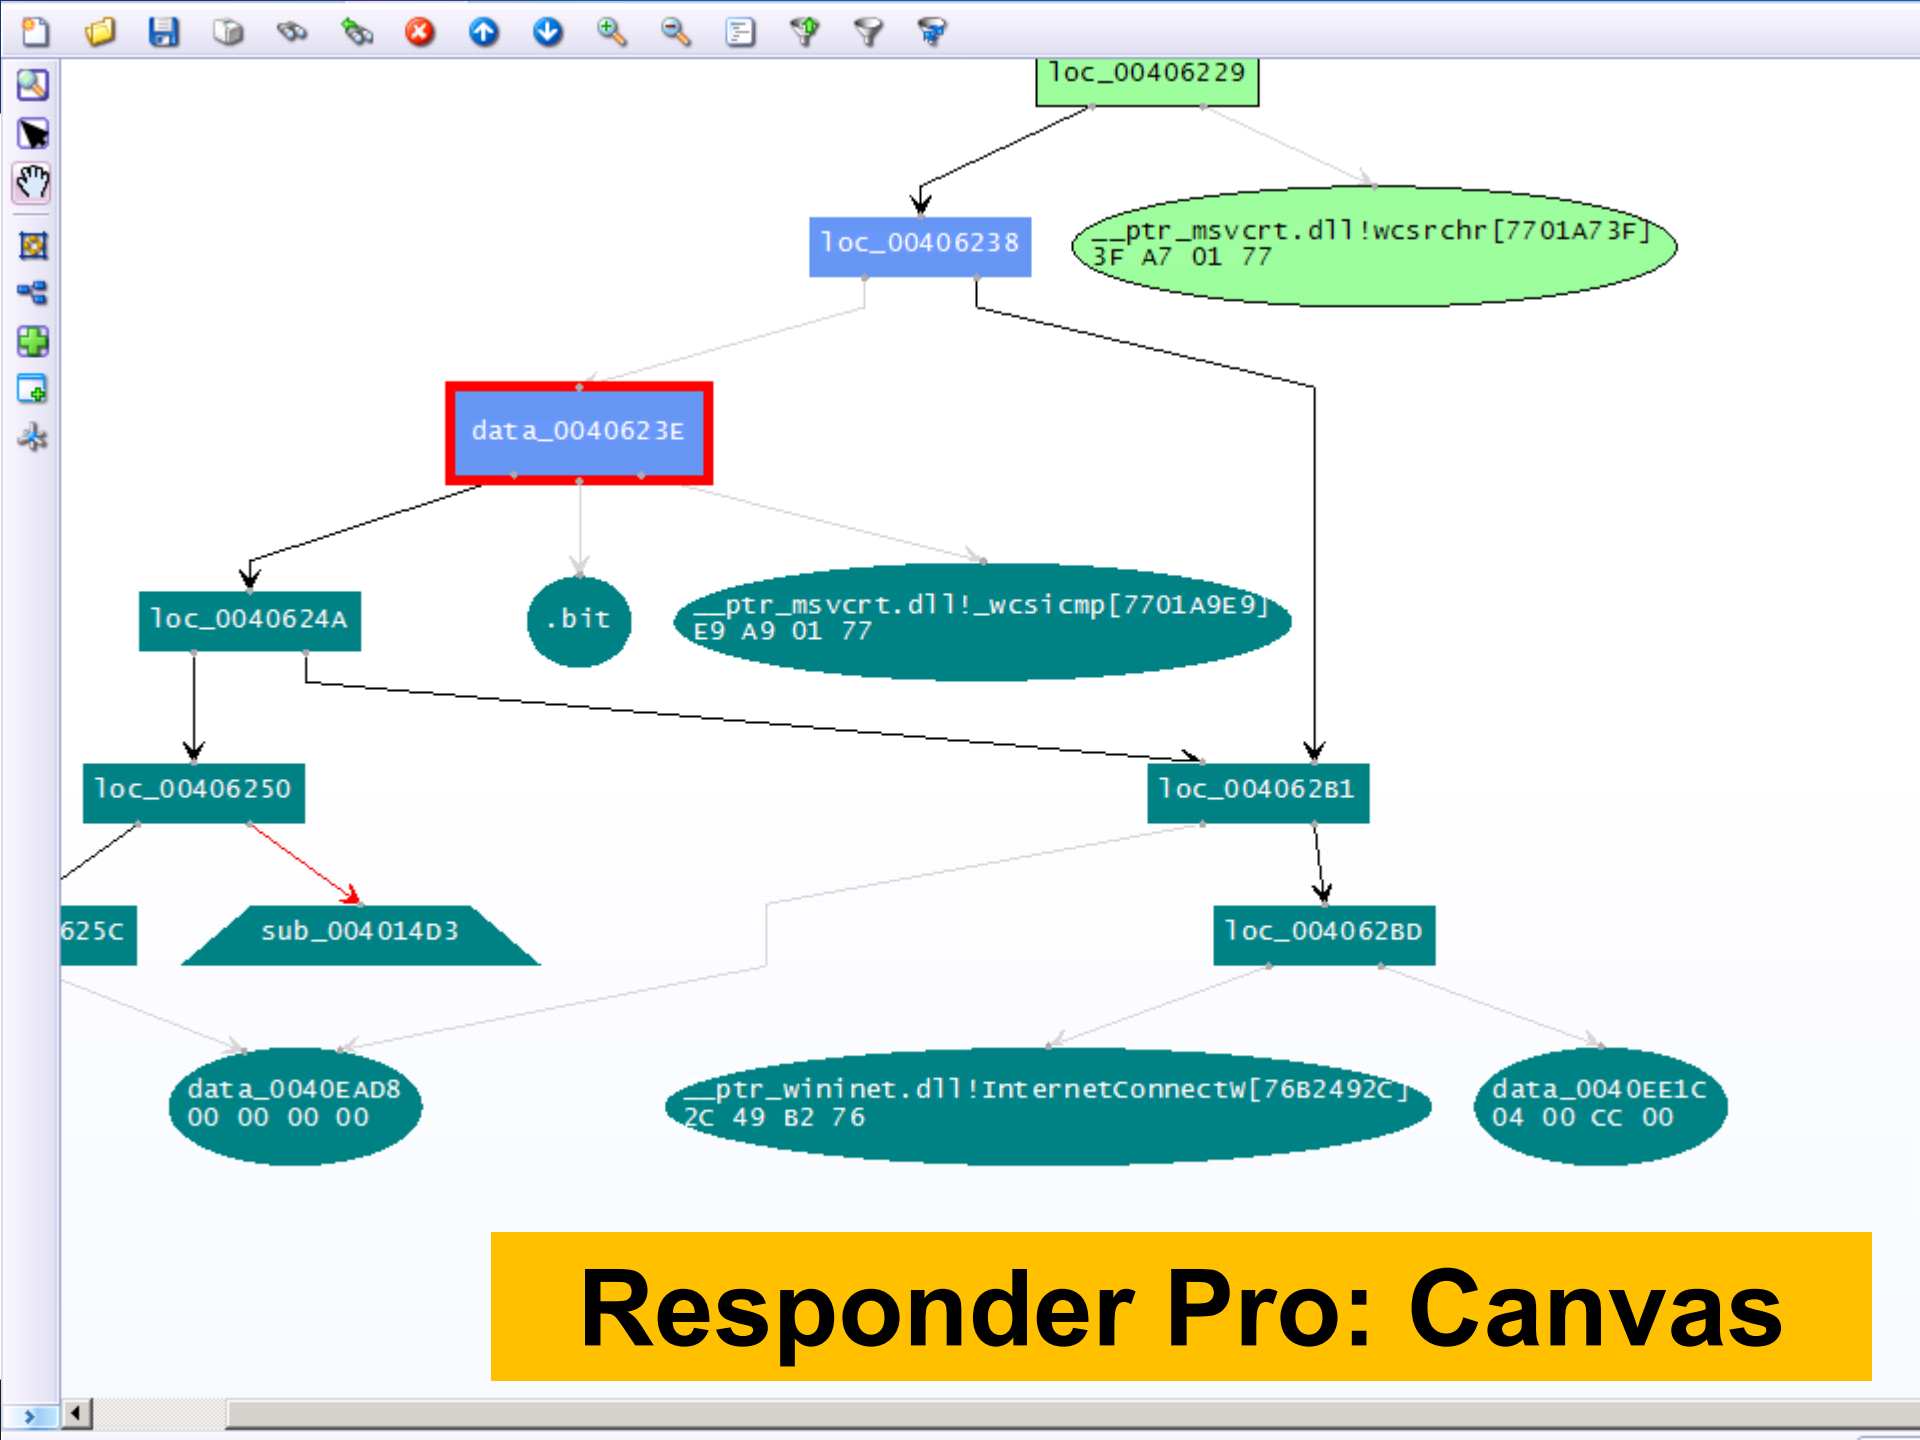 loc_00406229
loc_00406238
__ptr_msvcrt.dll!wcsrchr[7701A73F]
3F A7 01 77
data_0040623E
loc_0040624A
.bit
__ptr_msvcrt.dll!_wcsicmp[7701A9E9]
E9 A9 01 77
loc_00406250
loc_004062B1
625C
sub_004014D3
loc_004062BD
data_0040EAD8
00 00 00 00
__ptr_wininet.dll!InternetConnectW[76B2492C]
2C 49 B2 76
data_0040EE1C
04 00 CC 00
Responder Pro: Canvas